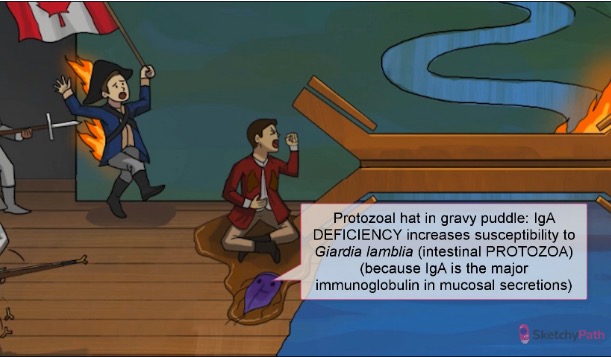 Protozoal hat in gravy puddle: IgA
DEFICIENCY increases susceptibility to
Giardia lamblia (intestinal PROTOZOA)
(because IgA is the major
immunoglobulin in mucosal secretions)
SketchyPath